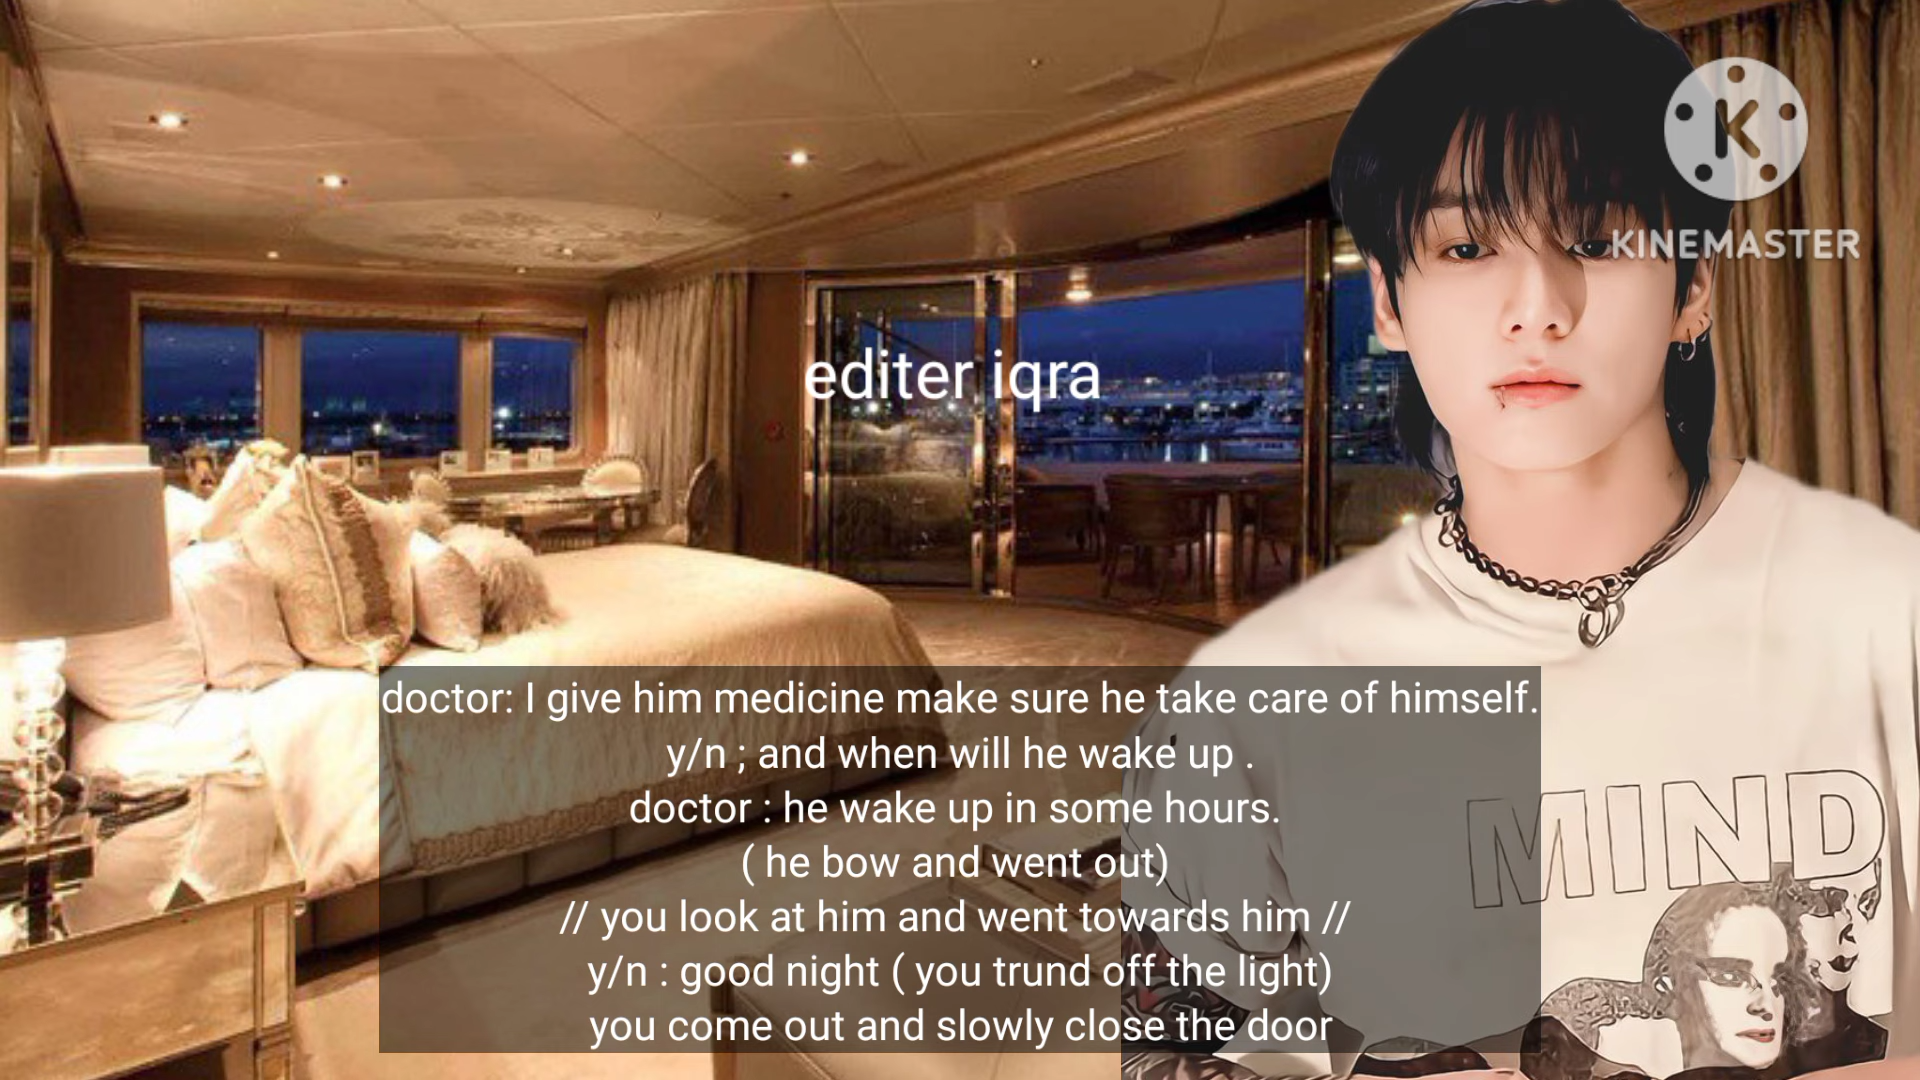 KINEMASTER
editer iqra
doctor: I give him medicine make sure he take care of himself.
y/n ; and when will he wake up .
doctor : he wake up in some hours.
( he bow and went out)
// you look at him and went towards him //
y/n : good night ( you trund off the light)
you come out and slowly close the door
MIND